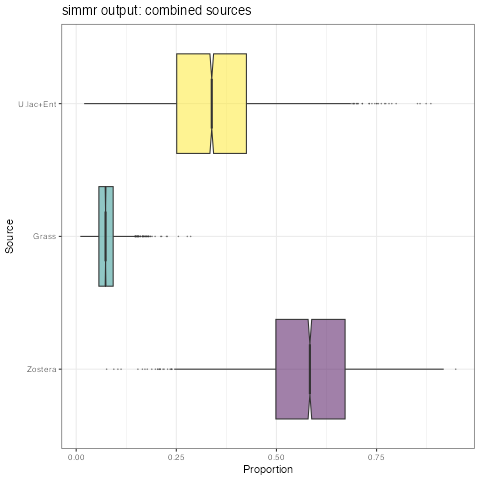 simmr output: combined sources
U.lac+Ent
Grass
Zostera
Source
0.00 0.25 0.50 0.75
Proportion